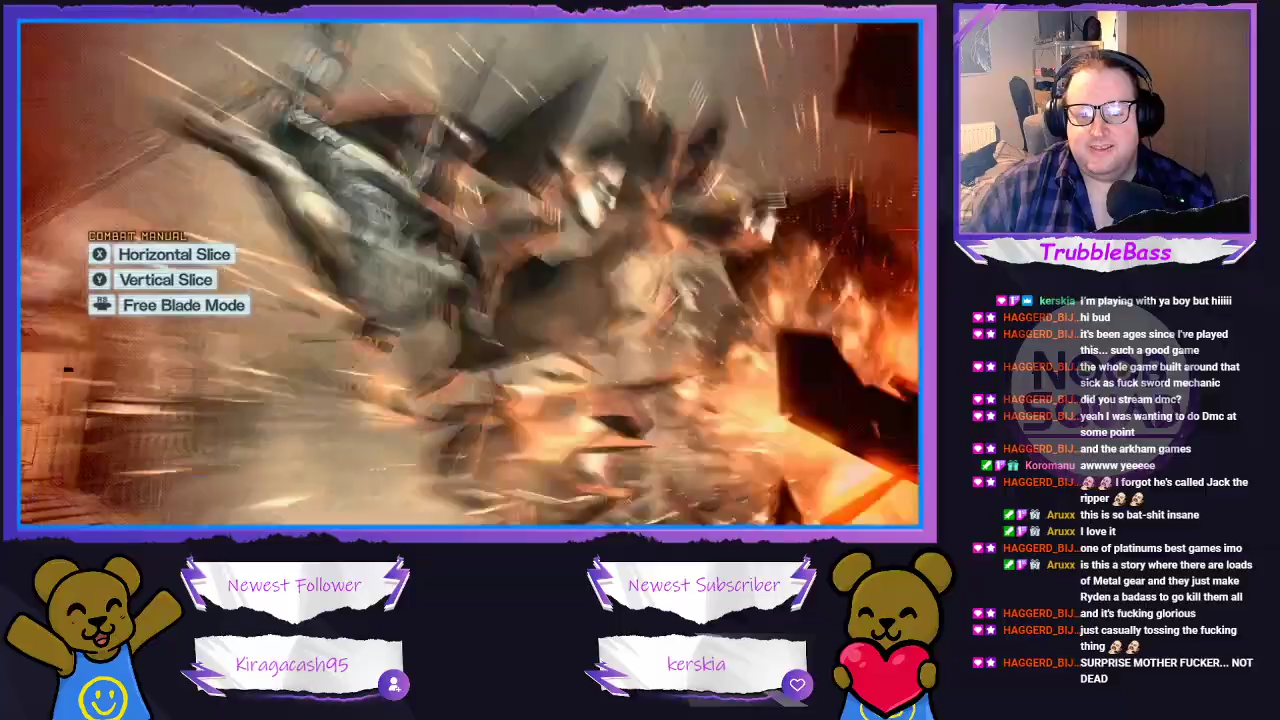 COMBAT MANUAL
X Horizontal Slice
Y Vertical Slice
RB Free Blade Mode
TrubbleBass
kerskia i'm playing with ya boy but hiiiii
HAGGERD_BIJ... hi bud
HAGGERD_BIJ... it's been ages since I've played
this... such a good game
HAGGERD_BIJ... the whole game built around that
sick as fuck sword mechanic
HAGGERD_BIJ... did you stream dmc?
HAGGERD_BIJ... yeah I was wanting to do Dmc at
some point
HAGGERD_BIJ... and the arkham games
Koromanu awwww yeeeee
HAGGERD_BIJ... I forgot he's called Jack the
ripper
Aruxx this is so bat-shit insane
Aruxx I love it
HAGGERD_BIJ... one of platinums best games imo
Aruxx is this a story where there are loads
of Metal gear and they just make
Ryden a badass to go kill them all
HAGGERD_BIJ... and it's fucking glorious
HAGGERD_BIJ... just casually tossing the fucking
thing
HAGGERD_BIJ... SURPRISE MOTHER FUCKER... NOT
DEAD
NOOB
SQUAD
Newest Follower
Kiragacash95
Newest Subscriber
kerskia